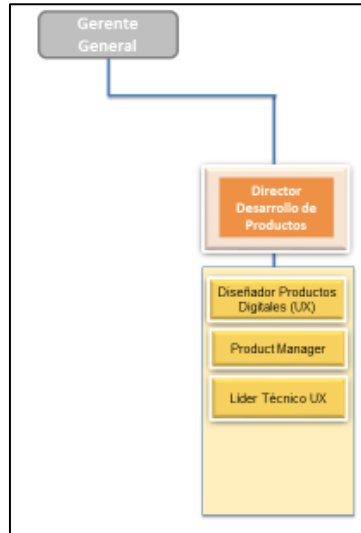 Gerente
General
Director
Desarrollo de
Productos
Diseñador Productos
Digitales (UX)
Product Manager
Líder Técnico UX